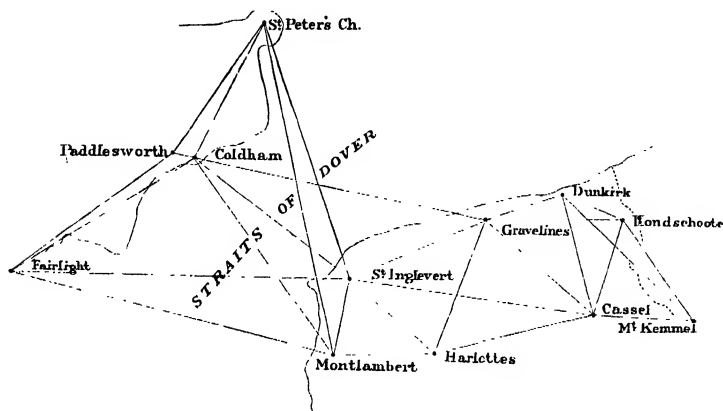 St Peter's Ch.
Paddlesworth
Coldham
STRAITS OF DOVER
Dunkirk
Hondschoote
Gravelines
Fairlight
St Inglevert
Cassel
Mt Kemmel
Montlambert
Harlettes